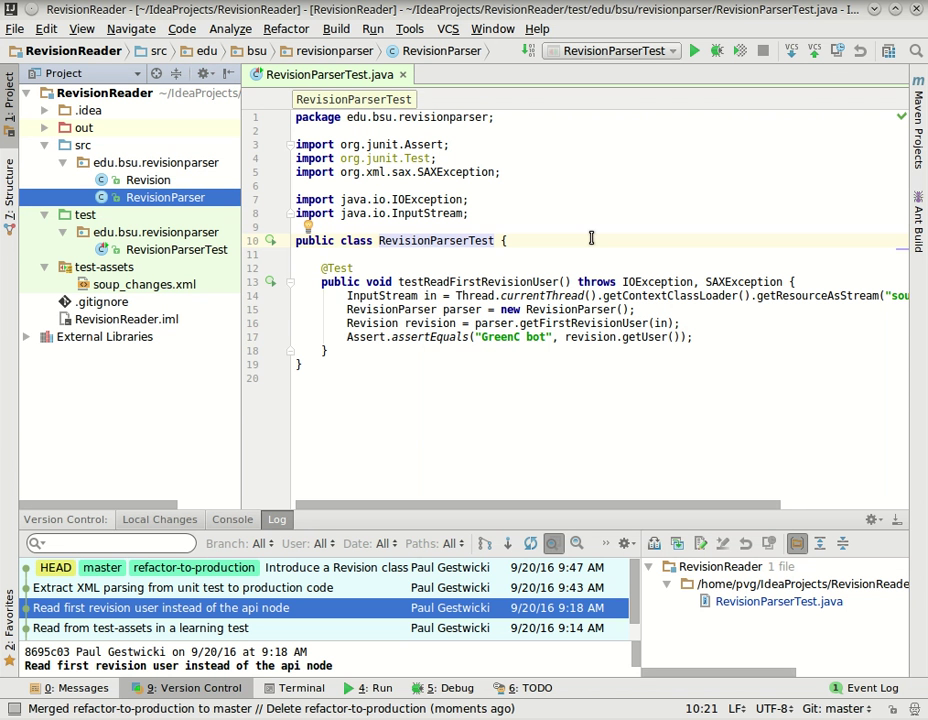 RevisionReader - [~/IdeaProjects/RevisionReader] - [RevisionReader] - ~/IdeaProjects/RevisionReader/test/edu/bsu/revisionparser/RevisionParserTest.java - I...
File Edit View Navigate Code Analyze Refactor Build Run Tools VCS Window Help
RevisionReader src edu bsu revisionparser RevisionParser RevisionParserTest VCS VCS
Project RevisionParserTest.java
1: Project
7: Structure
2: Favorites
Maven Projects
Ant Build
RevisionReader ~/IdeaProjects/
.idea
out
src
edu.bsu.revisionparser
Revision
RevisionParser
test
edu.bsu.revisionparser
RevisionParserTest
test-assets
soup_changes.xml
.gitignore
RevisionReader.iml
External Libraries
RevisionParserTest
1 package edu.bsu.revisionparser;
2
3 import org.junit.Assert;
4 import org.junit.Test;
5 import org.xml.sax.SAXException;
6
7 import java.io.IOException;
8 import java.io.InputStream;
9
10 public class RevisionParserTest {
11
12 @Test
13 public void testReadFirstRevisionUser() throws IOException, SAXException {
14 InputStream in = Thread.currentThread().getContextClassLoader().getResourceAsStream("sou
15 RevisionParser parser = new RevisionParser();
16 Revision revision = parser.getFirstRevisionUser(in);
17 Assert.assertEquals("GreenC bot", revision.getUser());
18 }
19 }
20
Version Control: Local Changes Console Log
Branch: All User: All Date: All Paths: All
HEAD master refactor-to-production Introduce a Revision class Paul Gestwicki 9/20/16 9:47 AM
Extract XML parsing from unit test to production code Paul Gestwicki 9/20/16 9:43 AM
Read first revision user instead of the api node Paul Gestwicki 9/20/16 9:18 AM
Read from test-assets in a learning test Paul Gestwicki 9/20/16 9:14 AM
8695c03 Paul Gestwicki on 9/20/16 at 9:18 AM
Read first revision user instead of the api node
RevisionReader 1 file
/home/pvg/IdeaProjects/RevisionReade
RevisionParserTest.java
0: Messages 9: Version Control Terminal 4: Run 5: Debug 6: TODO 1 Event Log
Merged refactor-to-production to master // Delete refactor-to-production (moments ago) 10:21 LF÷ UTF-8÷ Git: master÷